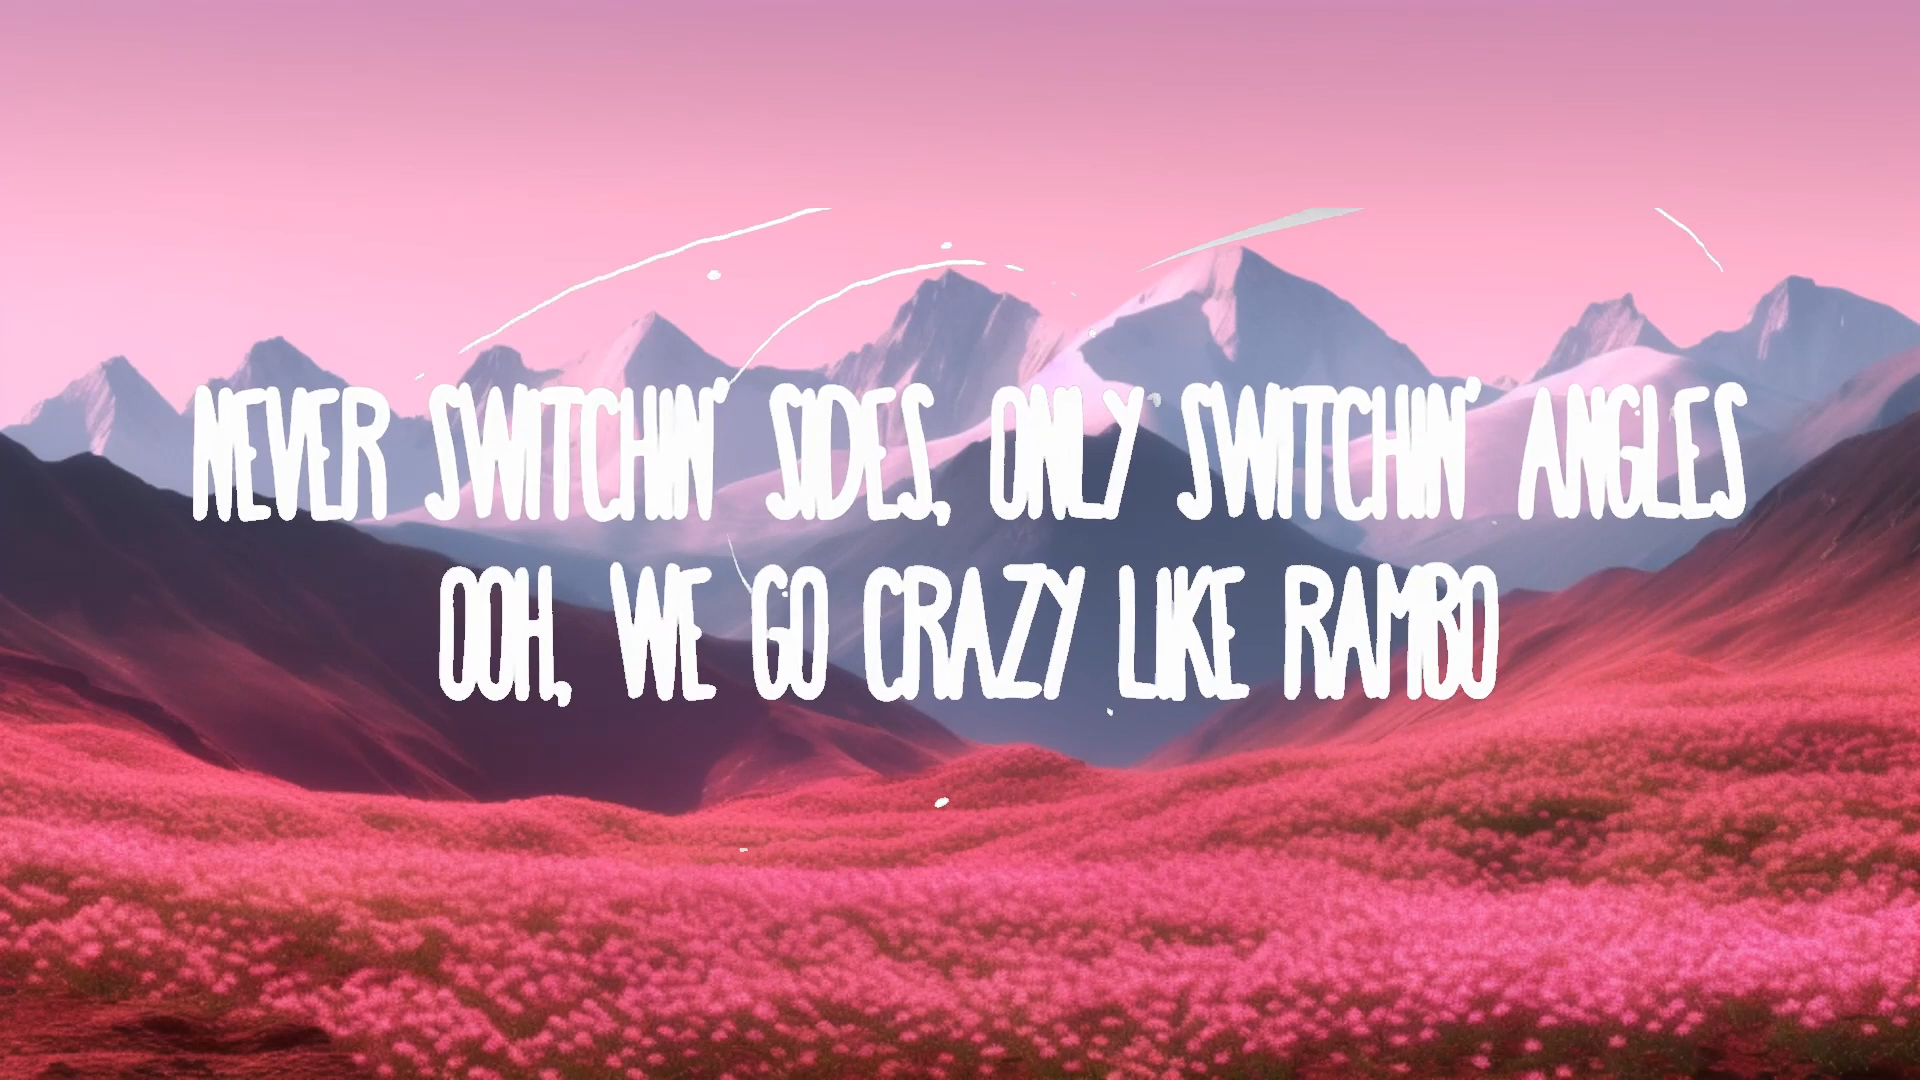 NEVER SWITCHIN' SIDES, ONLY SWITCHIN' ANGLES
OOH, WE GO CRAZY LIKE RAMBO